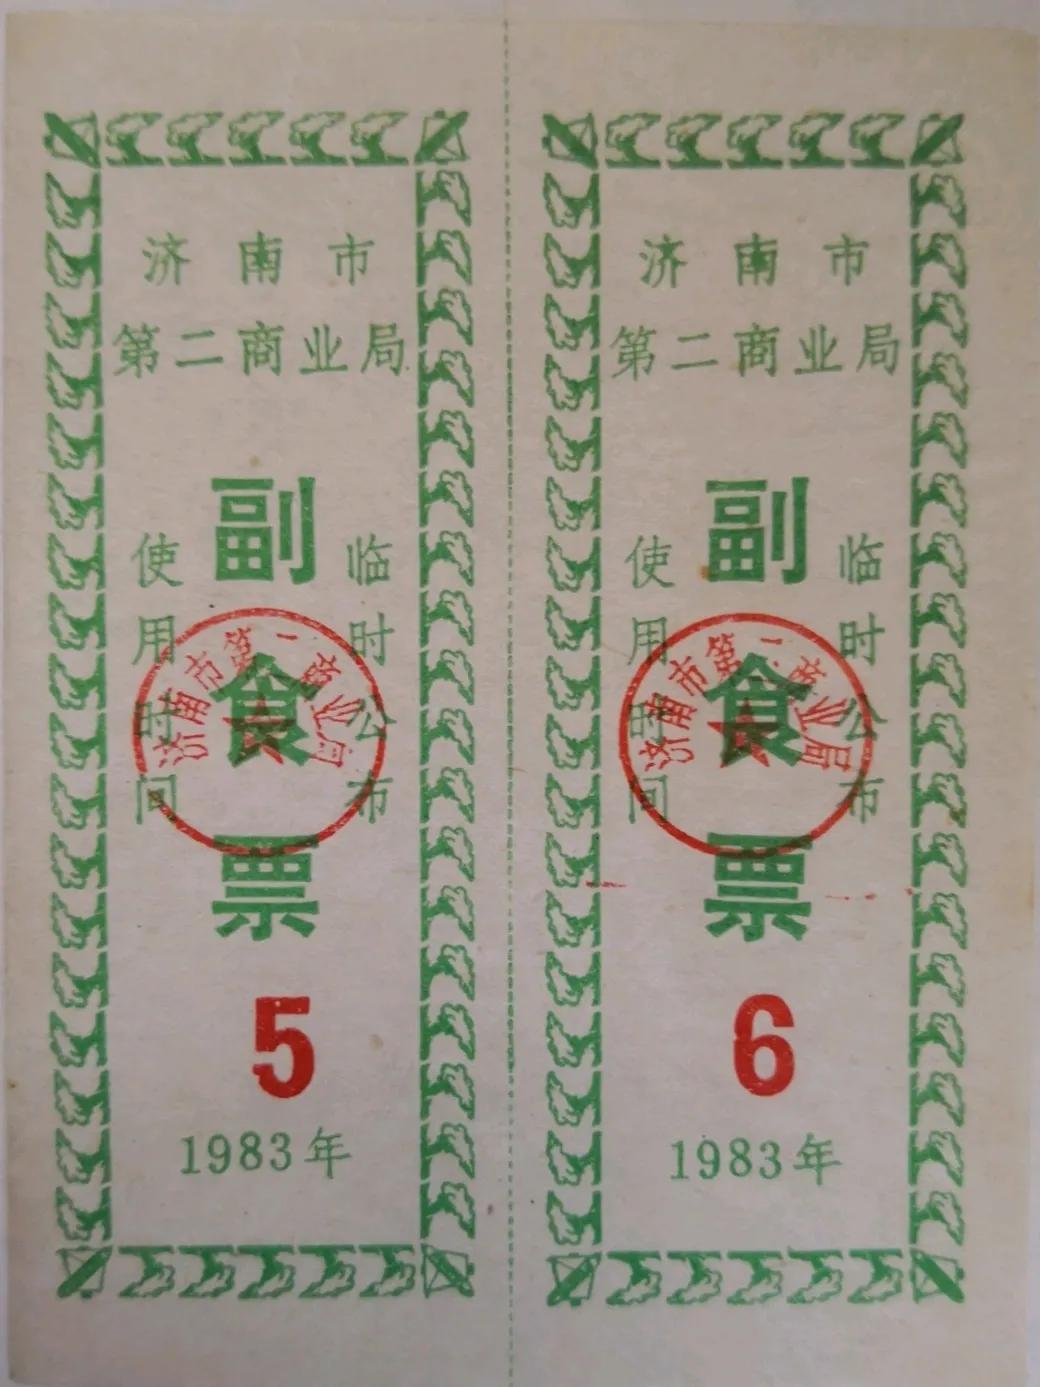 济南市
第二商业局
副食票
使用时间
临时公布
济南市第二商业局
5
1983年
济南市
第二商业局
副食票
使用时间
临时公布
济南市第二商业局
6
1983年